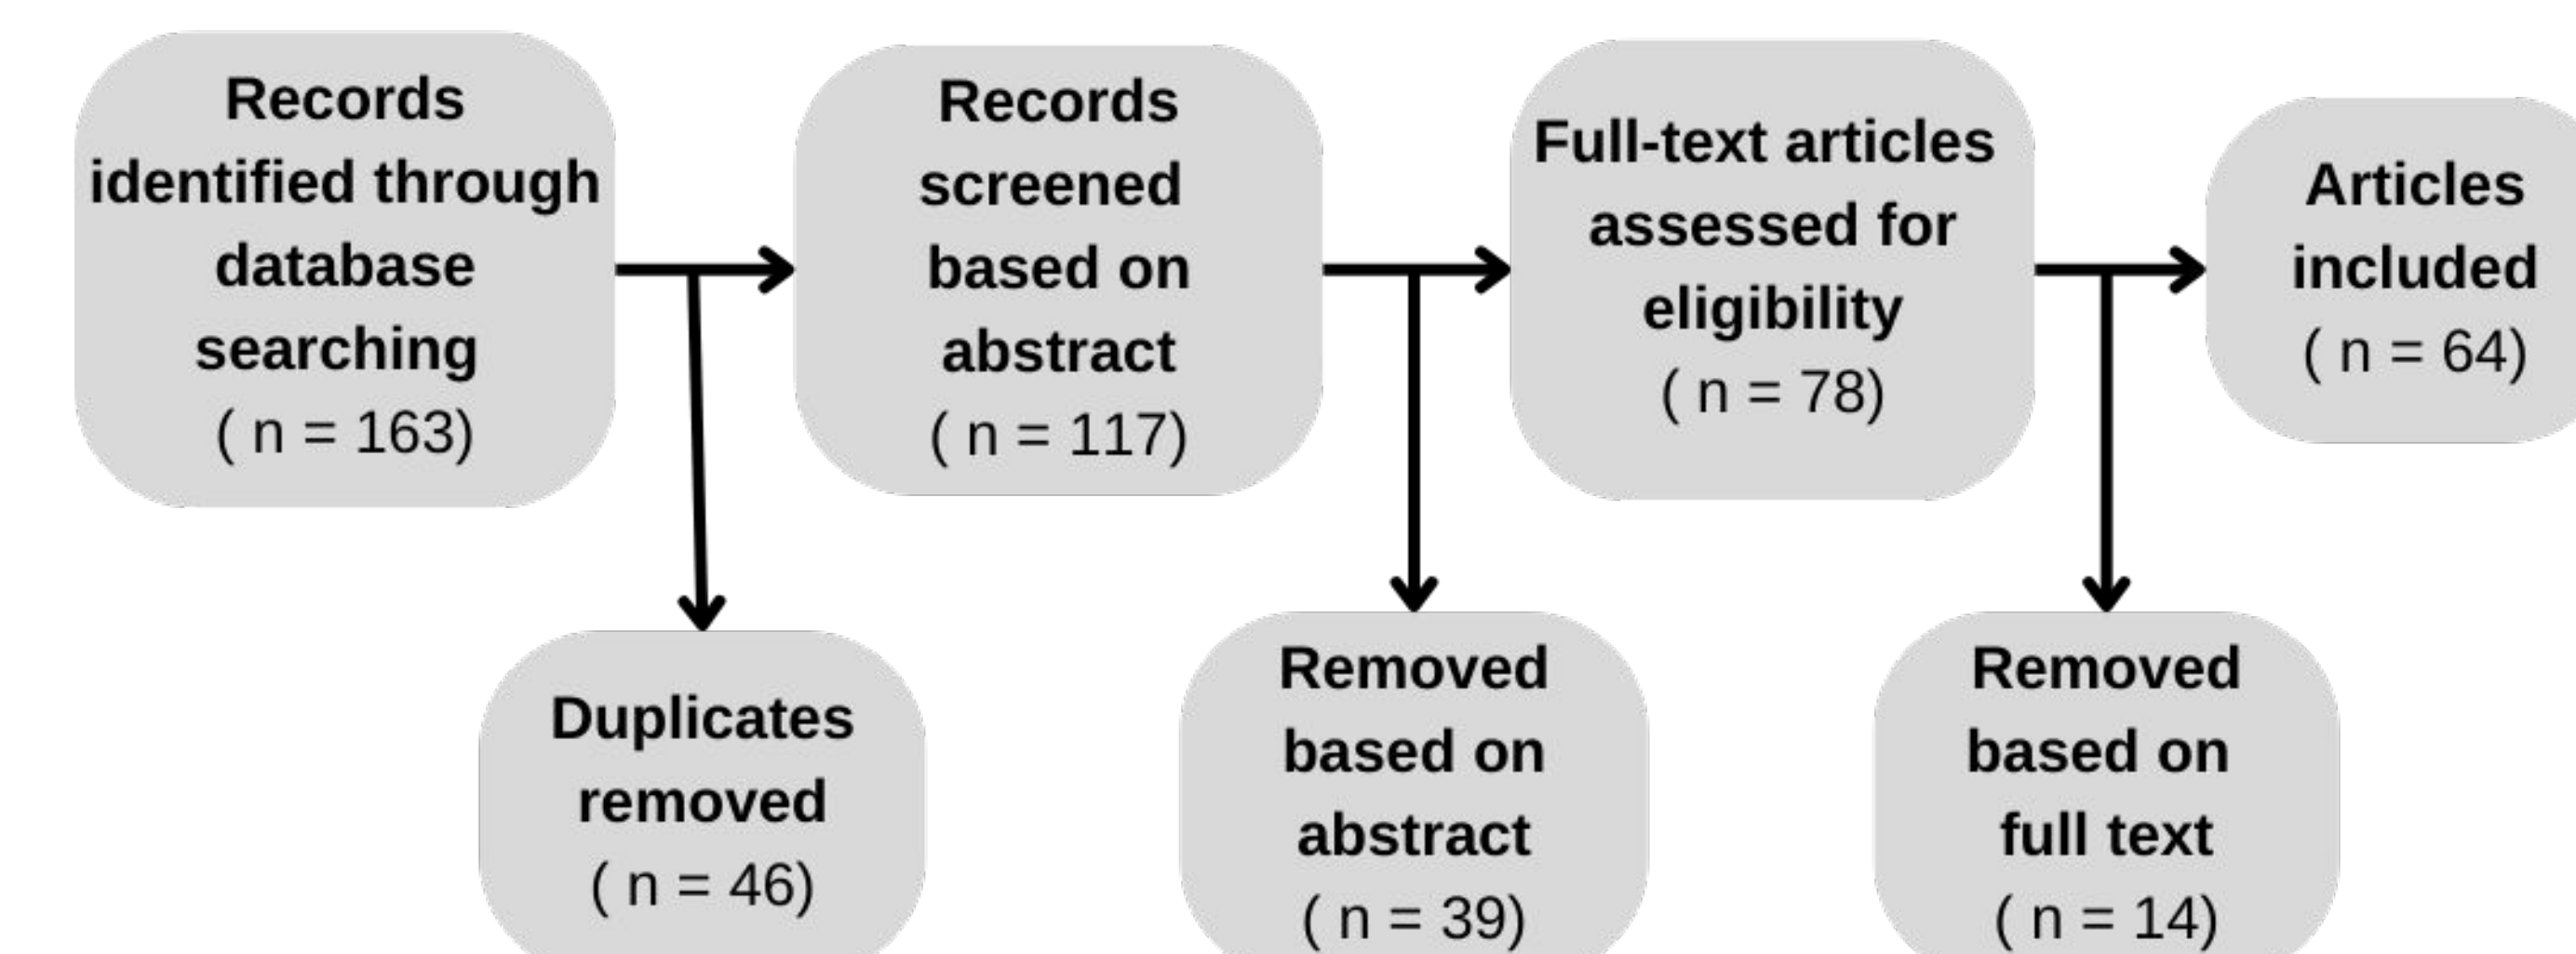 Records
identified through
database
searching
( n = 163)
Records
screened
based on
abstract
( n = 117)
Full-text articles
assessed for
eligibility
( n = 78)
Articles
included
( n = 64)
Duplicates
removed
( n = 46)
Removed
based on
abstract
( n = 39)
Removed
based on
full text
( n = 14)